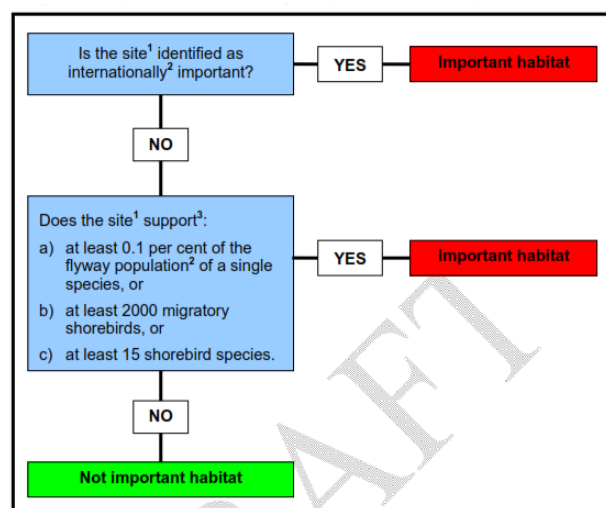 Is the site¹ identified as
internationally² important?
YES
Important habitat
NO
Does the site¹ support³:
a) at least 0.1 per cent of the
flyway population² of a single
species, or
b) at least 2000 migratory
shorebirds, or
c) at least 15 shorebird species.
YES
Important habitat
NO
Not important habitat